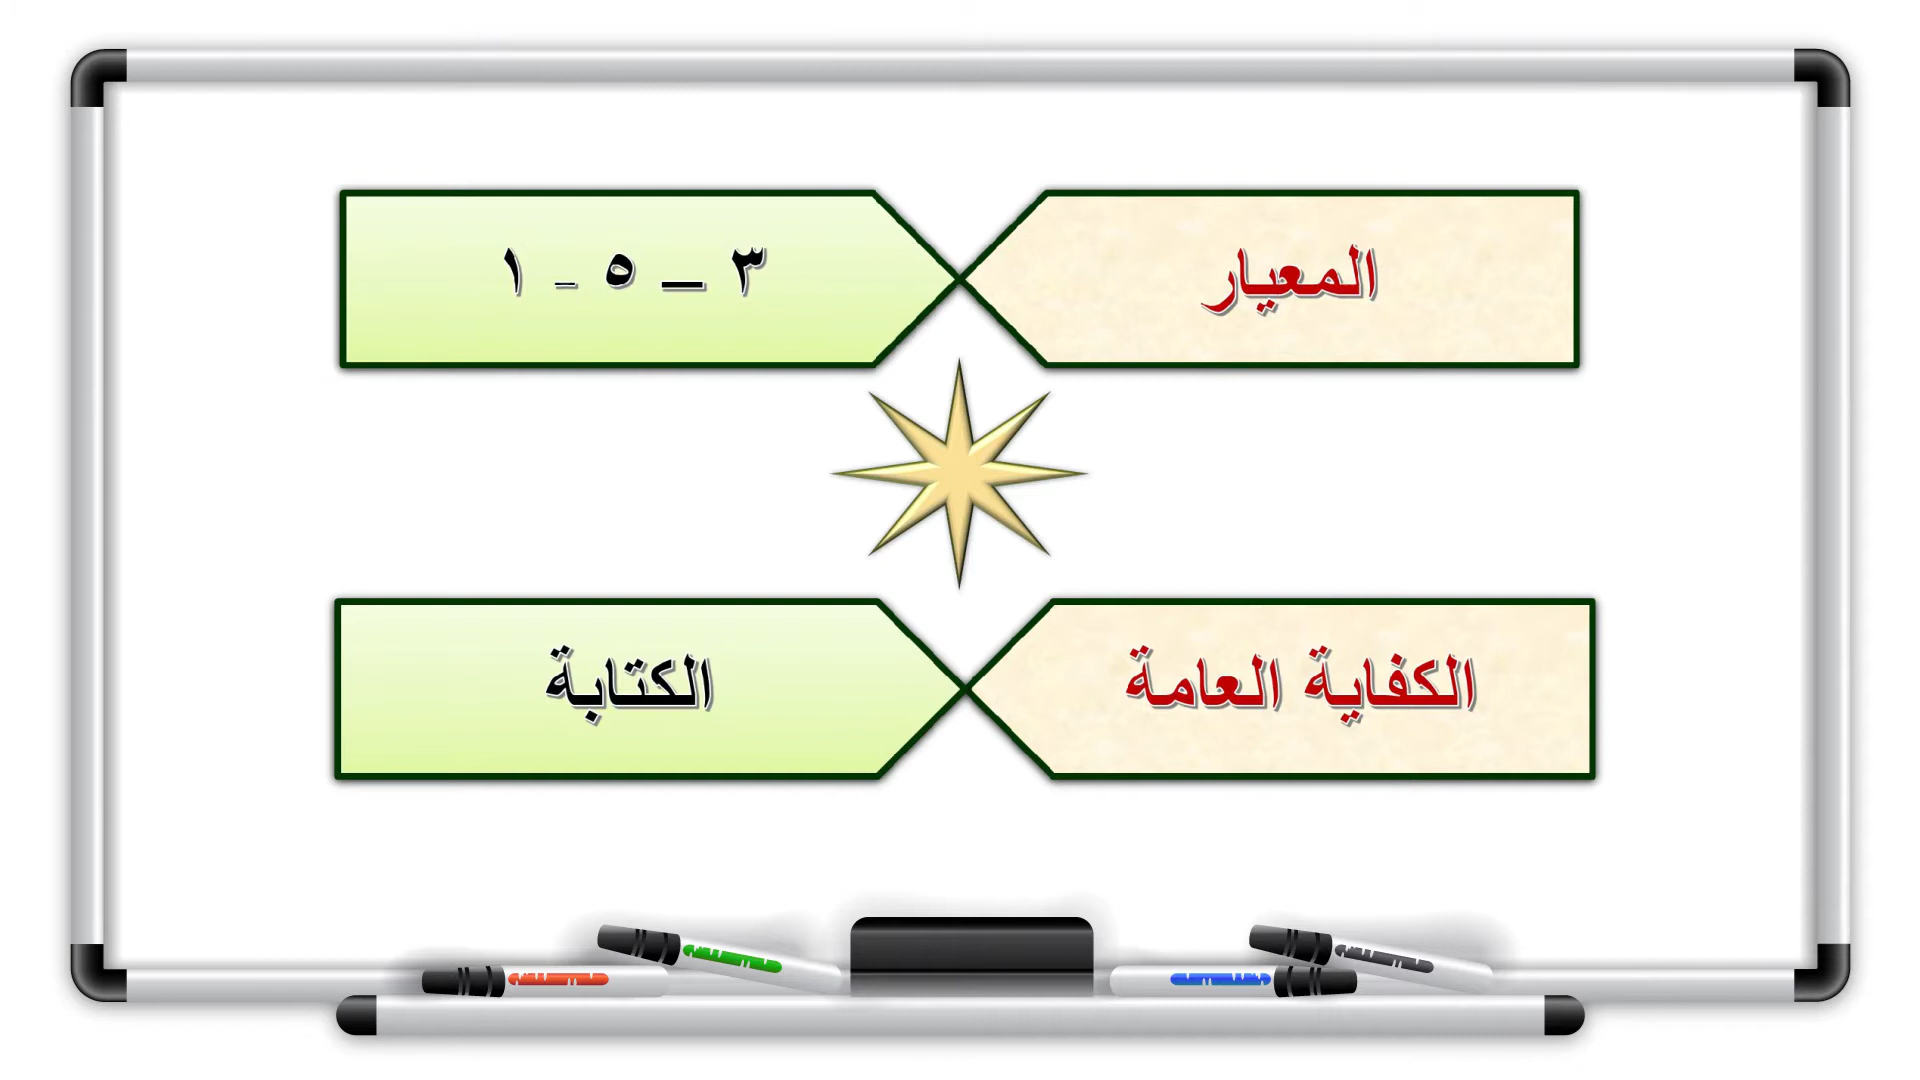 المعيار
٣ – ٥ - ١
الكفاية العامة
الكتابة